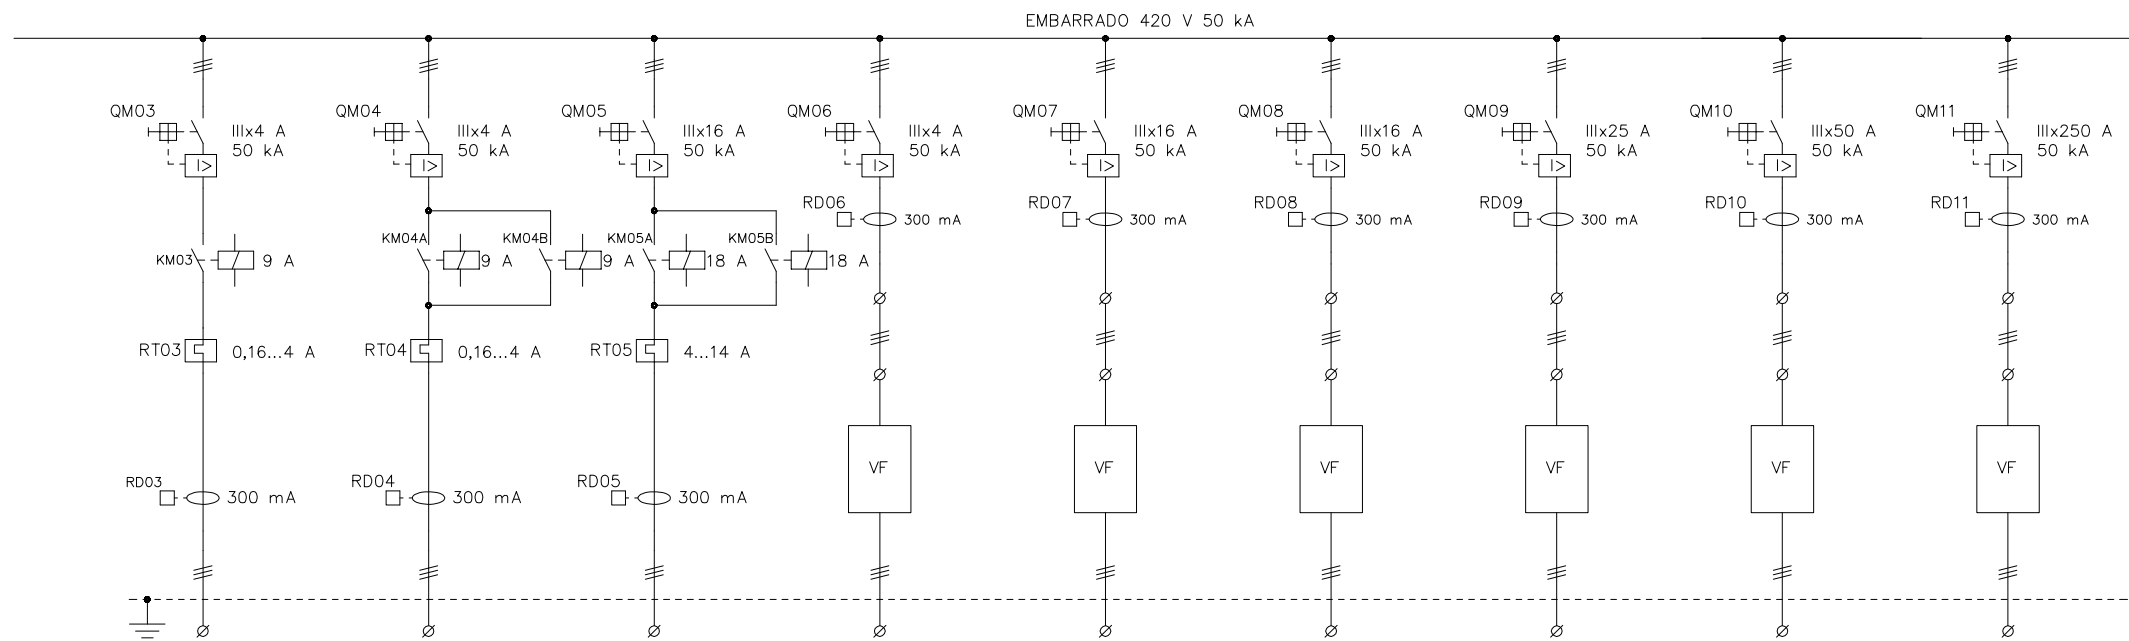 EMBARRADO 420 V 50 kA
QM03
IIIx4 A
50 kA
QM04
IIIx4 A
50 kA
QM05
IIIx16 A
50 kA
QM06
IIIx4 A
50 kA
QM07
IIIx16 A
50 kA
QM08
IIIx16 A
50 kA
QM09
IIIx25 A
50 kA
QM10
IIIx50 A
50 kA
QM11
IIIx250 A
50 kA
I>
I>
I>
I>
I>
I>
I>
I>
I>
RD06
300 mA
RD07
300 mA
RD08
300 mA
RD09
300 mA
RD10
300 mA
RD11
300 mA
KM03
9 A
KM04A
9 A
KM04B
9 A
KM05A
18 A
KM05B
18 A
RT03
0,16...4 A
RT04
0,16...4 A
RT05
4...14 A
VF
VF
VF
VF
VF
VF
RD03
300 mA
RD04
300 mA
RD05
300 mA